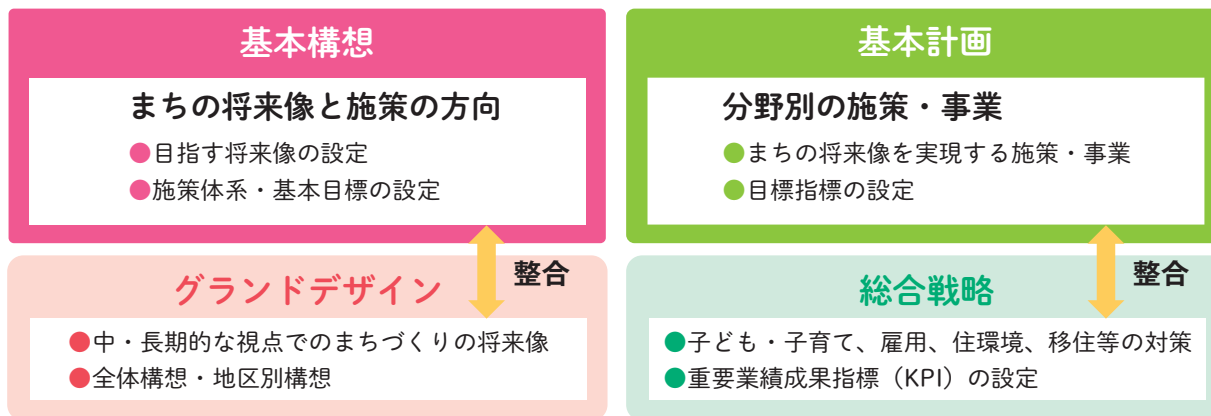 基本構想
まちの将来像と施策の方向
●目指す将来像の設定
●施策体系・基本目標の設定
基本計画
分野別の施策・事業
●まちの将来像を実現する施策・事業
●目標指標の設定
整合
グランドデザイン
●中・長期的な視点でのまちづくりの将来像
●全体構想・地区別構想
整合
総合戦略
●子ども・子育て、雇用、住環境、移住等の対策
●重要業績成果指標（KPI）の設定